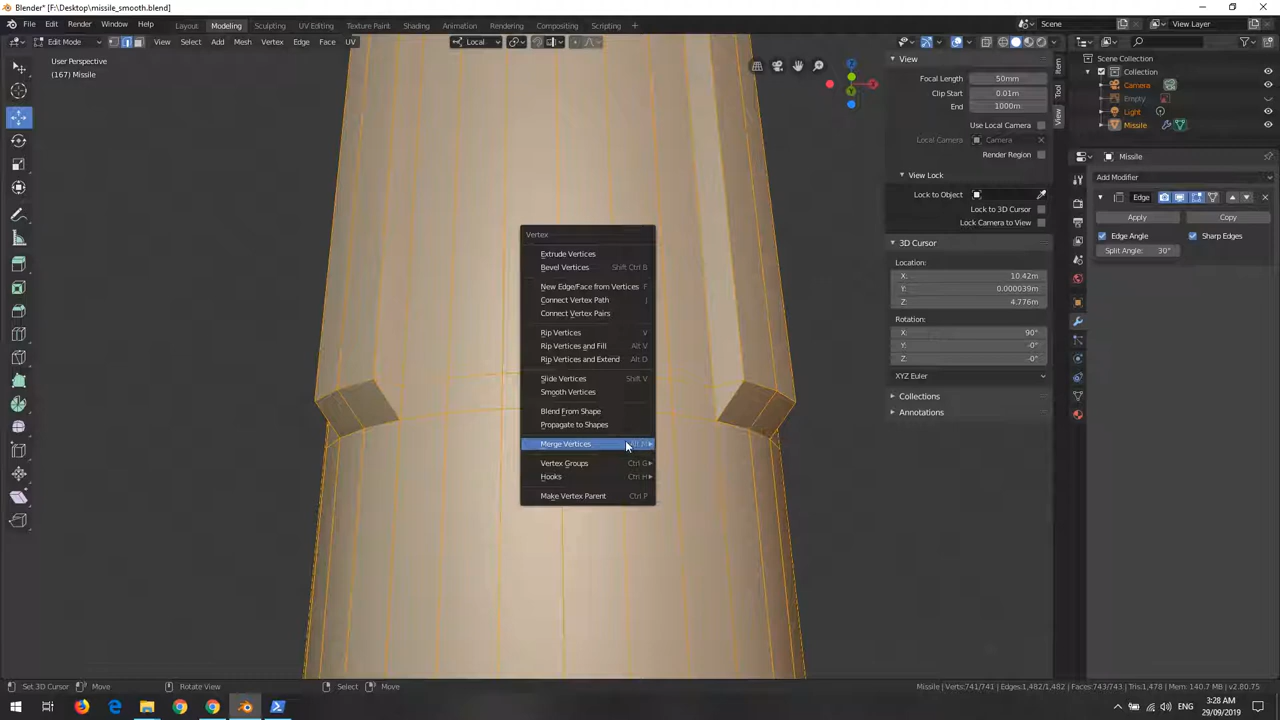 Blender* [F:\Desktop\missile_smooth.blend]
File Edit Render Window Help Layout Modeling Sculpting UV Editing Texture Paint Shading Animation Rendering Compositing Scripting + Scene View Layer
Edit Mode View Select Add Mesh Vertex Edge Face UV Local
User Perspective
(167) Missile
Vertex
Extrude Vertices
Bevel Vertices Shift Ctrl B
New Edge/Face from Vertices F
Connect Vertex Path J
Connect Vertex Pairs
Rip Vertices V
Rip Vertices and Fill Alt V
Rip Vertices and Extend Alt D
Slide Vertices Shift V
Smooth Vertices
Blend From Shape
Propagate to Shapes
Merge Vertices
Vertex Groups Ctrl G
Hooks Ctrl H
Make Vertex Parent Ctrl P
View
Focal Length 50mm
Clip Start 0.01m
End 1000m
Use Local Camera
Local Camera Camera
Render Region
View Lock
Lock to Object
Lock to 3D Cursor
Lock Camera to View
3D Cursor
Location:
X: 10.42m
Y: 0.000039m
Z: 4.776m
Rotation:
X: 90°
Y: -0°
Z: -0°
XYZ Euler
Collections
Annotations
Item
Tool
View
Scene Collection
Collection
Camera
Empty
Light
Missile
Missile
Add Modifier
Edge
Apply Copy
Edge Angle Sharp Edges
Split Angle: 30°
Set 3D Cursor Move Rotate View Select Move
Missile | Verts:741/741 | Edges:1,482/1,482 | Faces:743/743 | Tris:1,478 | Mem: 140.7 MB | v2.80.75
3:28 AM
29/09/2019